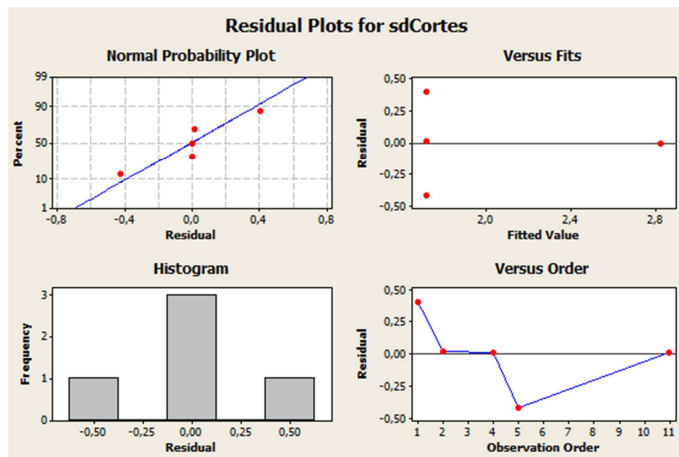 Residual Plots for sdCortes
Normal Probability Plot
99
90
50
10
1
Percent
-0,8 -0,4 0,0 0,4 0,8
Residual
Versus Fits
0,50
0,25
0,00
-0,25
-0,50
Residual
2,0 2,4 2,8
Fitted Value
Histogram
3
2
1
0
Frequency
-0,50 -0,25 0,00 0,25 0,50
Residual
Versus Order
0,50
0,25
0,00
-0,25
-0,50
Residual
1 2 3 4 5 6 7 8 9 10 11
Observation Order